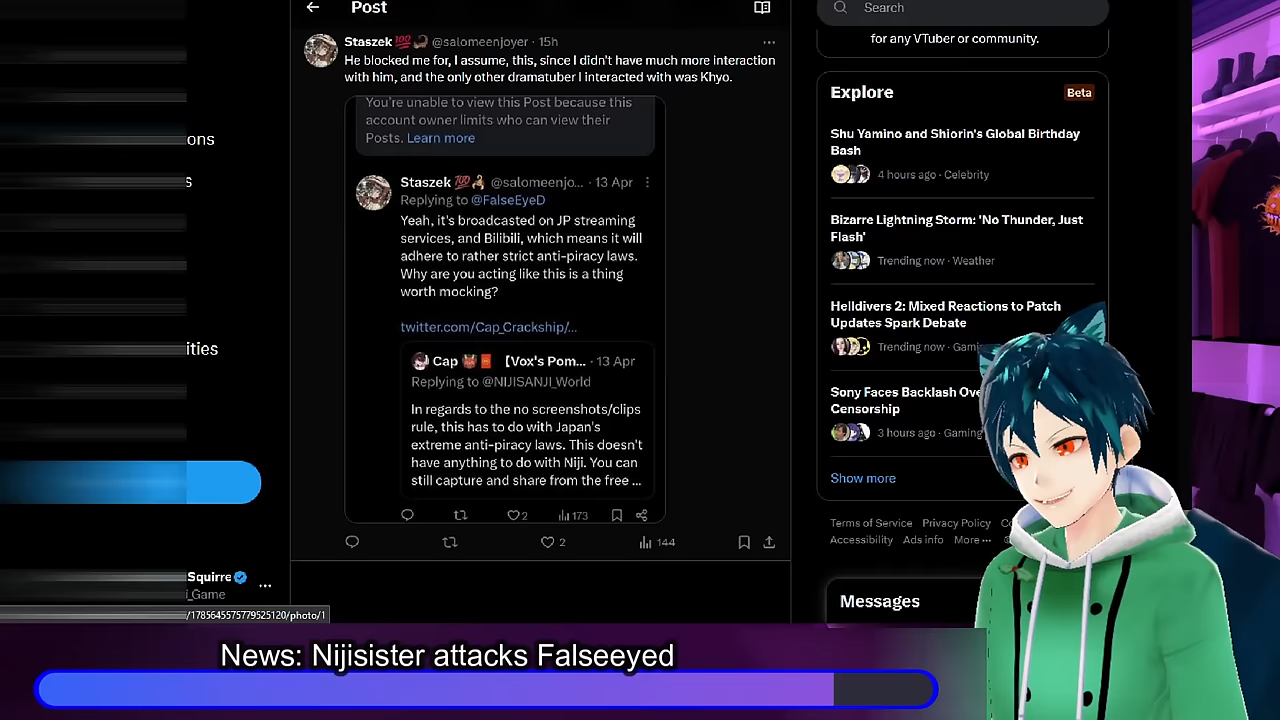 Post
Search
Staszek 💯🦂 @salomeenjoyer · 15h
He blocked me for, I assume, this, since I didn't have much more interaction
with him, and the only other dramatuber I interacted with was Khyo.
You're unable to view this Post because this
account owner limits who can view their
Posts. Learn more
Staszek 💯🦂 @salomeenjo... · 13 Apr
Replying to @FalseEyeD
Yeah, it's broadcasted on JP streaming
services, and Bilibili, which means it will
adhere to rather strict anti-piracy laws.
Why are you acting like this is a thing
worth mocking?
twitter.com/Cap_Crackship/...
Cap 👹🧧 【Vox's Pom... · 13 Apr
Replying to @NIJISANJI_World
In regards to the no screenshots/clips
rule, this has to do with Japan's
extreme anti-piracy laws. This doesn't
have anything to do with Niji. You can
still capture and share from the free ...
2
173
2
144
for any VTuber or community.
Explore
Beta
Shu Yamino and Shiorin's Global Birthday
Bash
4 hours ago · Celebrity
Bizarre Lightning Storm: 'No Thunder, Just
Flash'
Trending now · Weather
Helldivers 2: Mixed Reactions to Patch
Updates Spark Debate
Trending now · Gami
Sony Faces Backlash Ove
Censorship
3 hours ago · Gaming
Show more
Terms of Service Privacy Policy
Accessibility Ads info More ···
Messages
ons
s
ities
Squirre
i_Game
/1785645575779525120/photo/1
News: Nijisister attacks Falseeyed